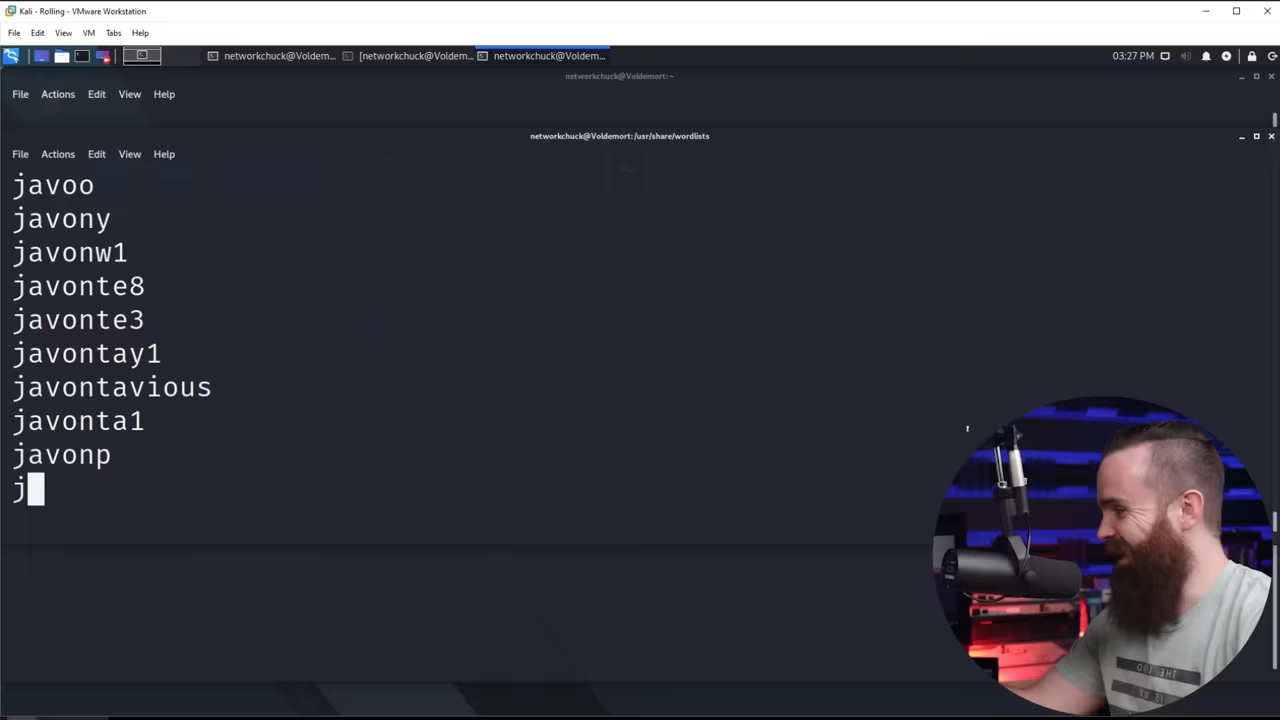 Kali - Rolling - VMware Workstation
File Edit View VM Tabs Help
networkchuck@Voldem... [networkchuck@Voldem... networkchuck@Voldem... 03:27 PM
networkchuck@Voldemort: ~
File Actions Edit View Help
networkchuck@Voldemort: /usr/share/wordlists
File Actions Edit View Help
javoo
javony
javonw1
javonte8
javonte3
javontay1
javontavious
javonta1
javonp
j